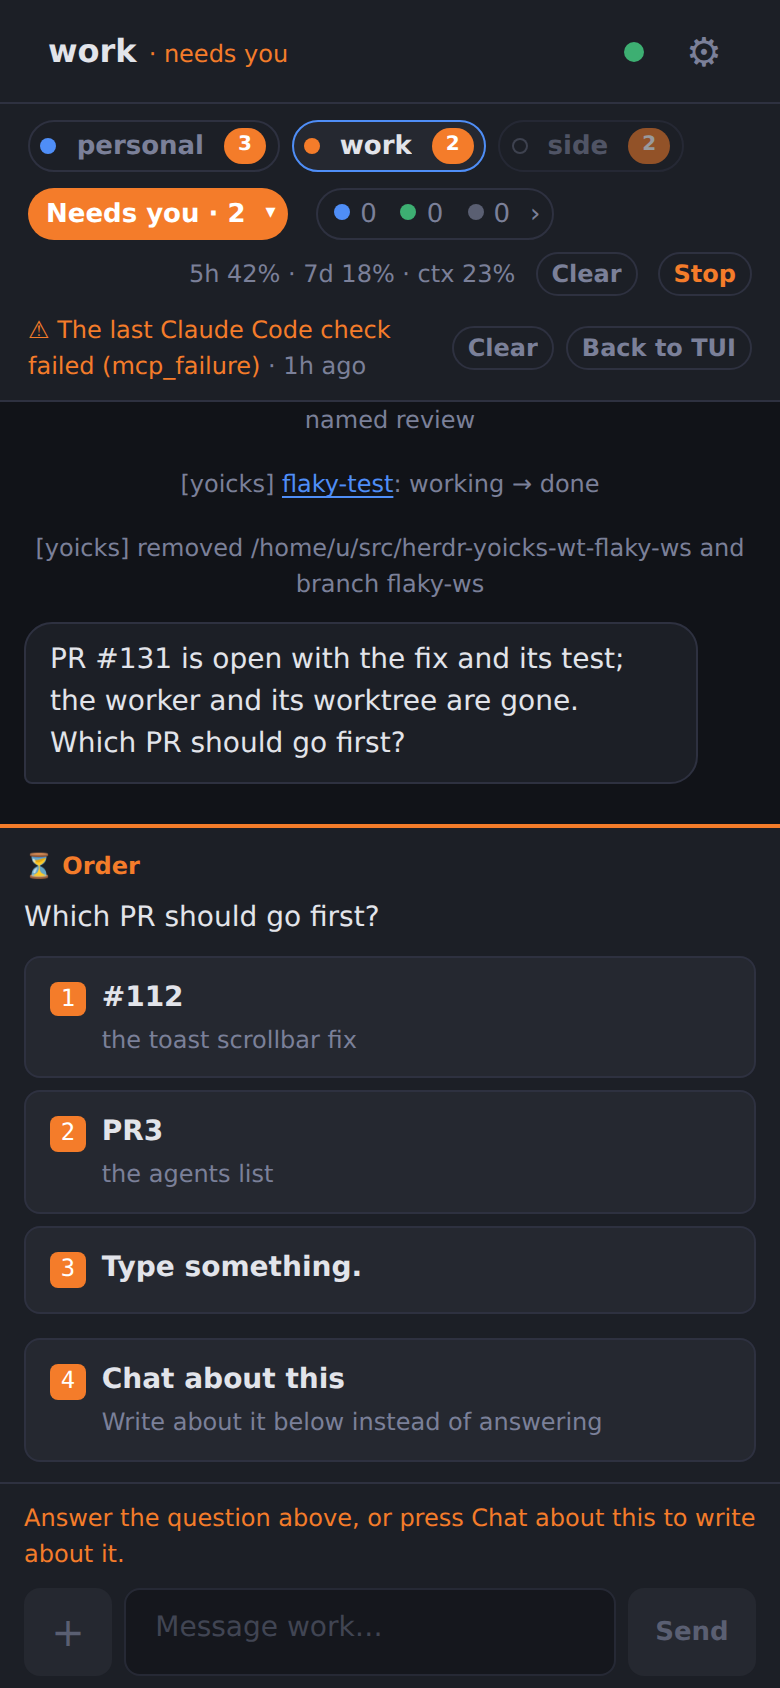 work · needs you ⚙
personal 3 work 2 side 2
Needs you · 2 ▾ 0 0 0 ›
5h 42% · 7d 18% · ctx 23% Clear Stop
⚠ The last Claude Code check
failed (mcp_failure) · 1h ago Clear Back to TUI
named review
[yoicks] flaky-test: working → done
[yoicks] removed /home/u/src/herdr-yoicks-wt-flaky-ws and
branch flaky-ws
PR #131 is open with the fix and its test;
the worker and its worktree are gone.
Which PR should go first?
⏳ Order
Which PR should go first?
1 #112
the toast scrollbar fix
2 PR3
the agents list
3 Type something.
4 Chat about this
Write about it below instead of answering
Answer the question above, or press Chat about this to write
about it.
+ Message work… Send